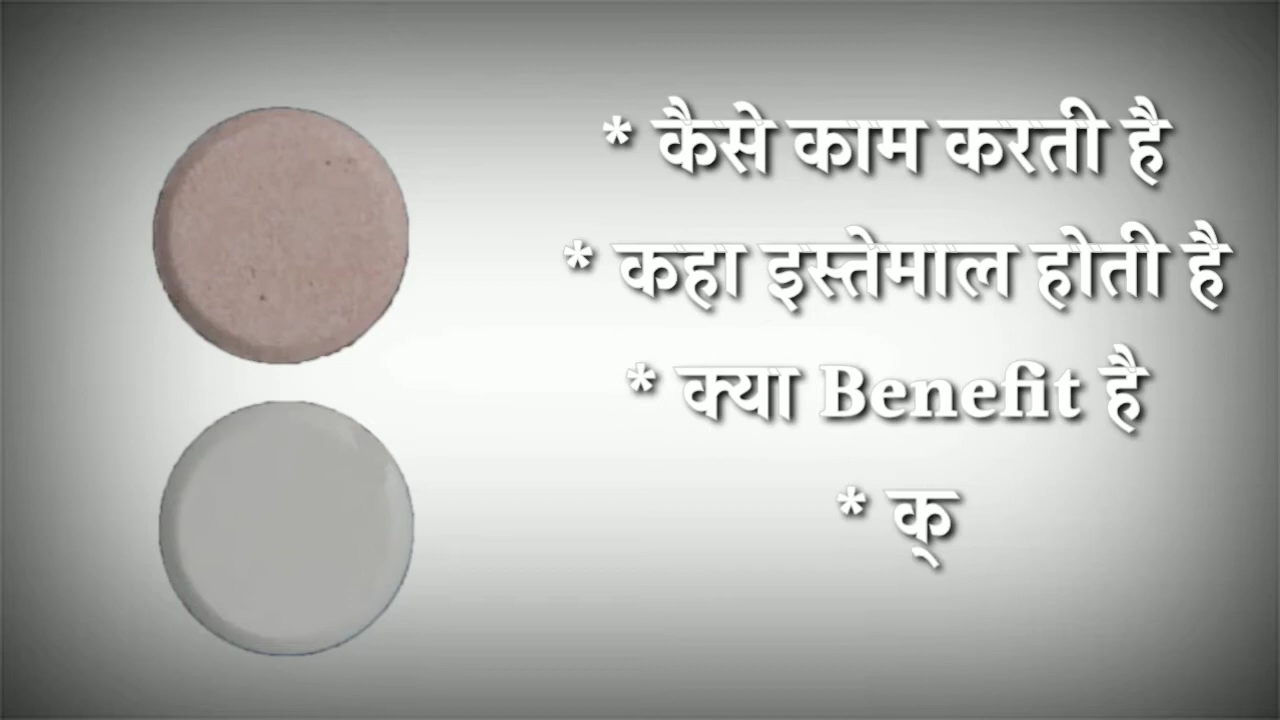 * कैसे काम करती है
* कहा इस्तेमाल होती है
* क्या Benefit है
* क्